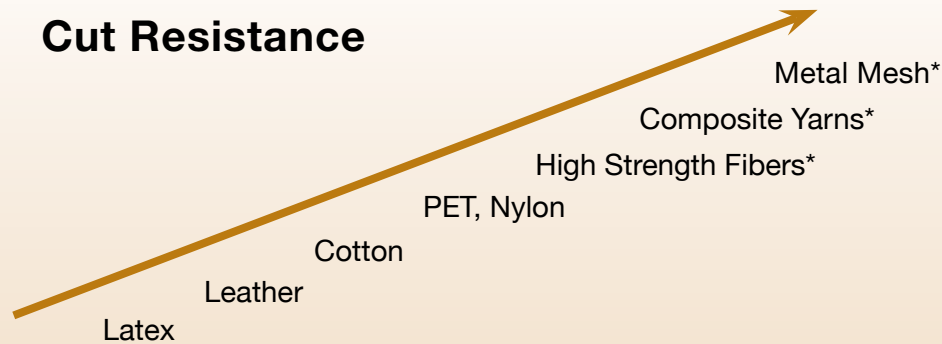 Cut Resistance
Metal Mesh*
Composite Yarns*
High Strength Fibers*
PET, Nylon
Cotton
Leather
Latex